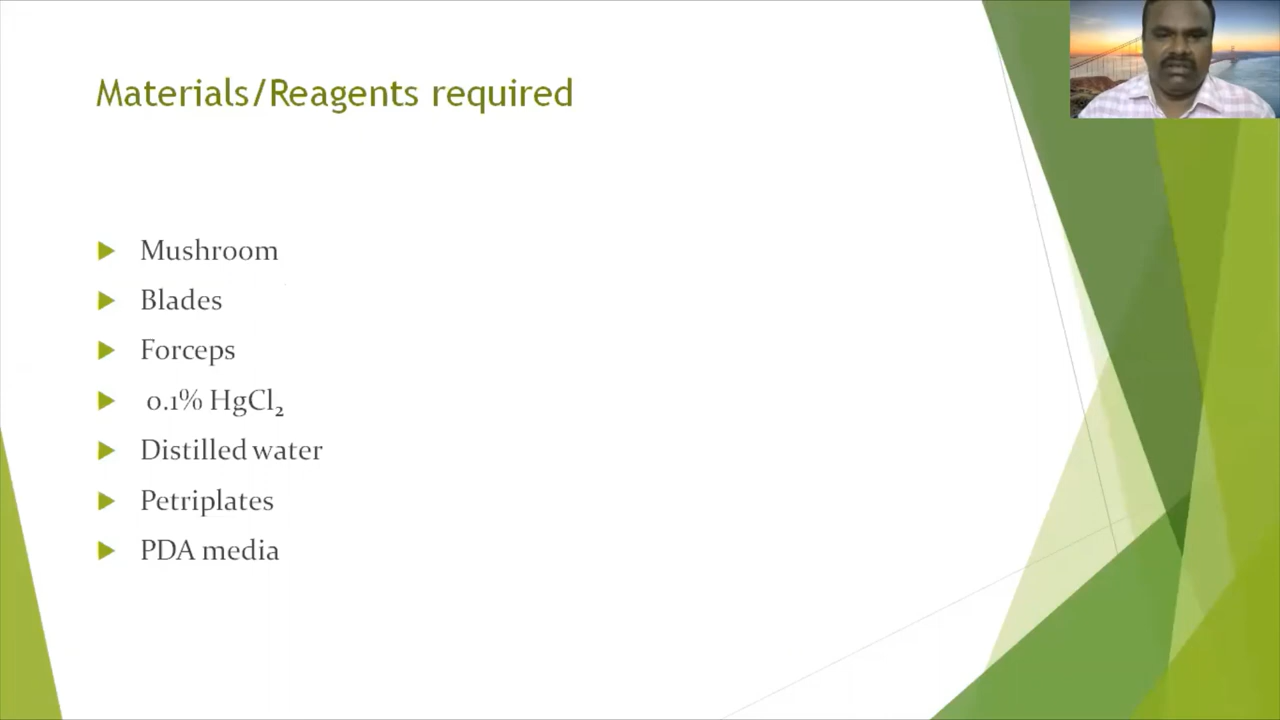 Materials/Reagents required
Mushroom
Blades
Forceps
0.1% HgCl₂
Distilled water
Petriplates
PDA media